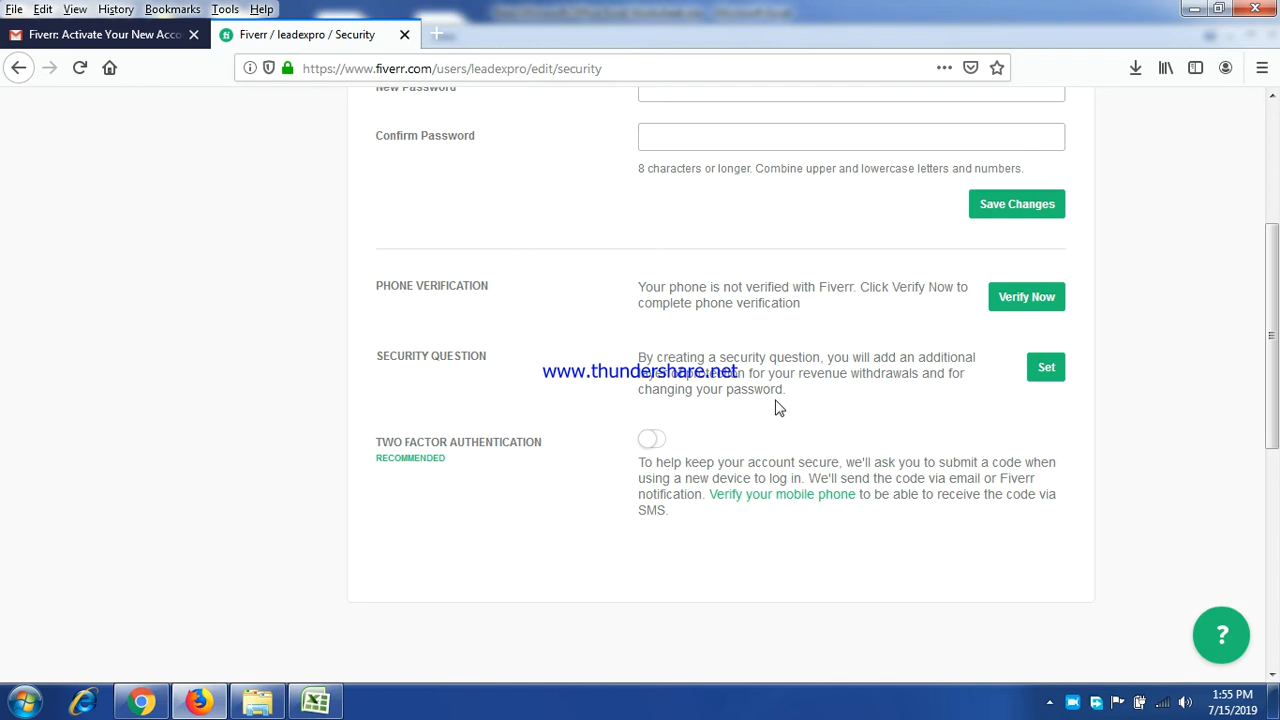 File Edit View History Bookmarks Tools Help
Fiverr: Activate Your New Acco
Fiverr / leadexpro / Security
https://www.fiverr.com/users/leadexpro/edit/security
New Password
Confirm Password
8 characters or longer. Combine upper and lowercase letters and numbers.
Save Changes
PHONE VERIFICATION
Your phone is not verified with Fiverr. Click Verify Now to
complete phone verification
Verify Now
SECURITY QUESTION
By creating a security question, you will add an additional
protection for your revenue withdrawals and for
changing your password.
Set
www.thundershare.net
TWO FACTOR AUTHENTICATION
RECOMMENDED
To help keep your account secure, we'll ask you to submit a code when
using a new device to log in. We'll send the code via email or Fiverr
notification. Verify your mobile phone to be able to receive the code via
SMS.
?
1:55 PM
7/15/2019